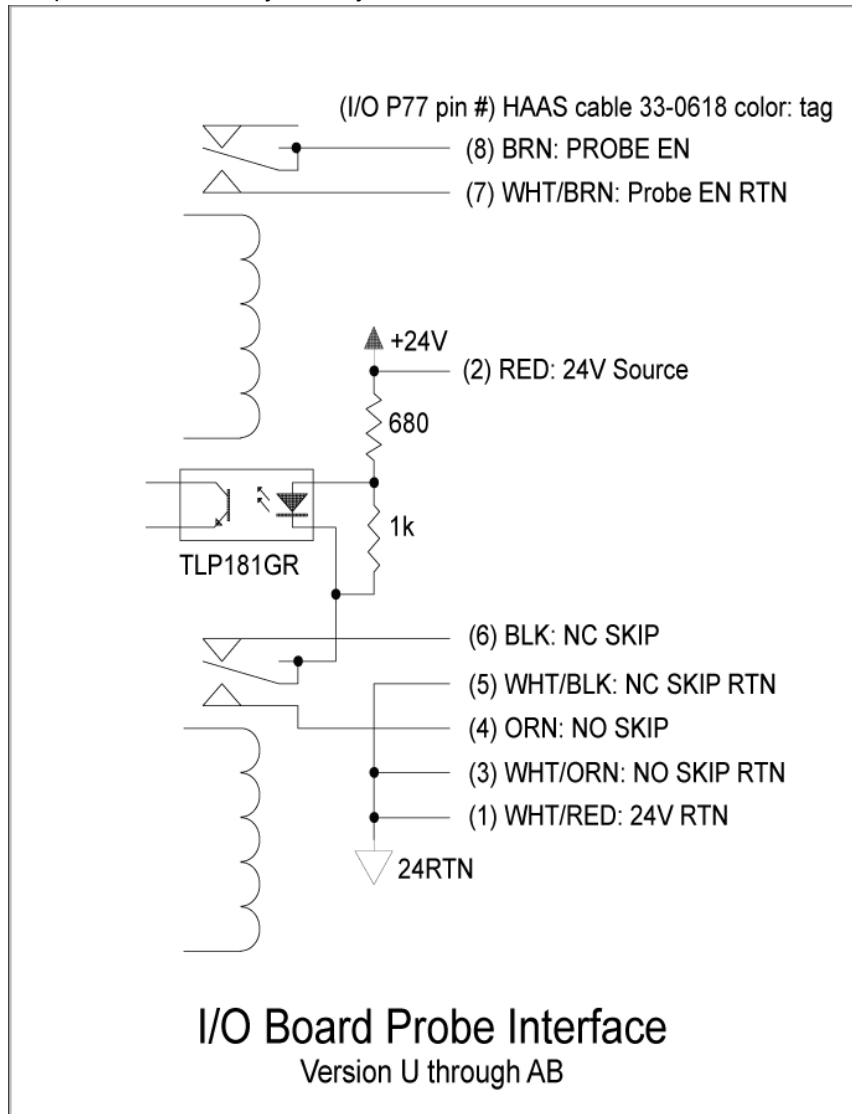 (I/O P77 pin #) HAAS cable 33-0618 color: tag
(8) BRN: PROBE EN
(7) WHT/BRN: Probe EN RTN
+24V
(2) RED: 24V Source
680
1k
TLP181GR
(6) BLK: NC SKIP
(5) WHT/BLK: NC SKIP RTN
(4) ORN: NO SKIP
(3) WHT/ORN: NO SKIP RTN
(1) WHT/RED: 24V RTN
24RTN
I/O Board Probe Interface
Version U through AB